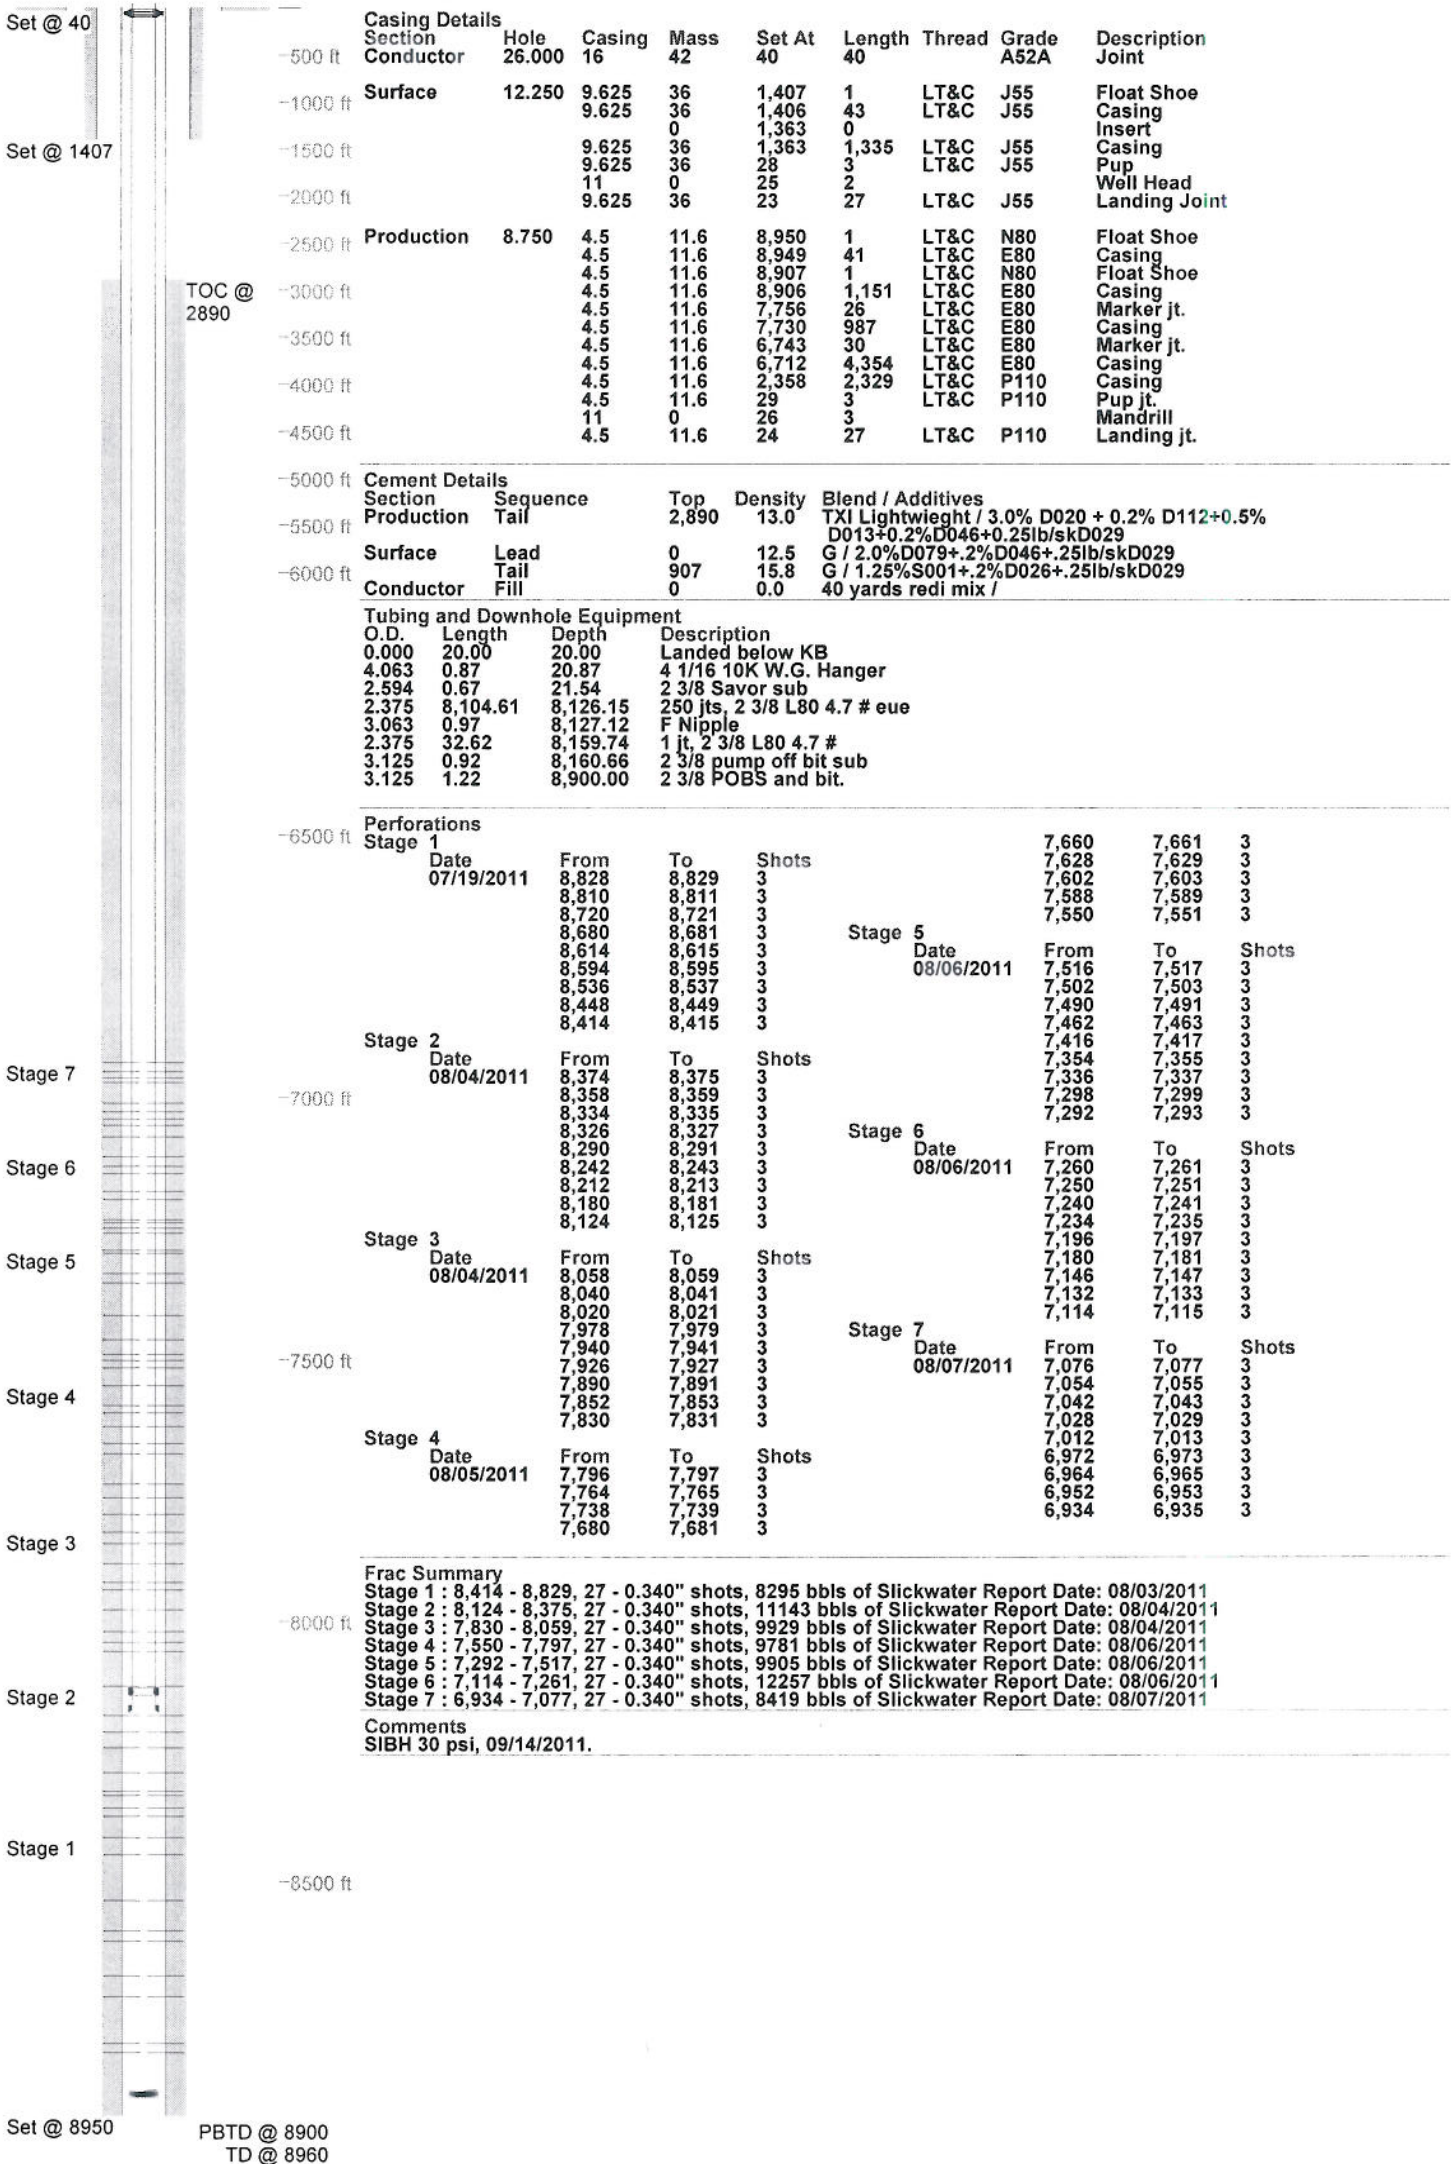 Set @ 40
Set @ 1407
TOC @
2890
Stage 7
Stage 6
Stage 5
Stage 4
Stage 3
Stage 2
Stage 1
Set @ 8950
PBTD @ 8900
TD @ 8960
500 ft
1000 ft
1500 ft
2000 ft
2500 ft
3000 ft
3500 ft
4000 ft
4500 ft
5000 ft
5500 ft
6000 ft
6500 ft
7000 ft
7500 ft
8000 ft
8500 ft
Casing Details
Section Hole Casing Mass Set At Length Thread Grade Description
Conductor 26.000 16 42 40 40 A52A Joint
Surface 12.250 9.625 36 1,407 1 LT&C J55 Float Shoe
9.625 36 1,406 43 LT&C J55 Casing
0 1,363 0 Insert
9.625 36 1,363 1,335 LT&C J55 Casing
9.625 36 28 3 LT&C J55 Pup
11 0 25 2 Well Head
9.625 36 23 27 LT&C J55 Landing Joint
Production 8.750 4.5 11.6 8,950 1 LT&C N80 Float Shoe
4.5 11.6 8,949 41 LT&C E80 Casing
4.5 11.6 8,907 1 LT&C N80 Float Shoe
4.5 11.6 8,906 1,151 LT&C E80 Casing
4.5 11.6 7,756 26 LT&C E80 Marker jt.
4.5 11.6 7,730 987 LT&C E80 Casing
4.5 11.6 6,743 30 LT&C E80 Marker jt.
4.5 11.6 6,712 4,354 LT&C E80 Casing
4.5 11.6 2,358 2,329 LT&C P110 Casing
4.5 11.6 29 3 LT&C P110 Pup jt.
11 0 26 3 Mandrill
4.5 11.6 24 27 LT&C P110 Landing jt.
Cement Details
Section Sequence Top Density Blend / Additives
Production Tail 2,890 13.0 TXI Lightwieght / 3.0% D020 + 0.2% D112+0.5%
D013+0.2%D046+0.25lb/skD029
Surface Lead 0 12.5 G / 2.0%D079+.2%D046+.25lb/skD029
Tail 907 15.8 G / 1.25%S001+.2%D026+.25lb/skD029
Conductor Fill 0 0.0 40 yards redi mix /
Tubing and Downhole Equipment
O.D. Length Depth Description
0.000 20.00 20.00 Landed below KB
4.063 0.87 20.87 4 1/16 10K W.G. Hanger
2.594 0.67 21.54 2 3/8 Savor sub
2.375 8,104.61 8,126.15 250 jts, 2 3/8 L80 4.7 # eue
3.063 0.97 8,127.12 F Nipple
2.375 32.62 8,159.74 1 jt, 2 3/8 L80 4.7 #
3.125 0.92 8,160.66 2 3/8 pump off bit sub
3.125 1.22 8,900.00 2 3/8 POBS and bit.
Perforations
Stage 1
Date From To Shots
07/19/2011 8,828 8,829 3
8,810 8,811 3
8,720 8,721 3
8,680 8,681 3
8,614 8,615 3
8,594 8,595 3
8,536 8,537 3
8,448 8,449 3
8,414 8,415 3
Stage 2
Date From To Shots
08/04/2011 8,374 8,375 3
8,358 8,359 3
8,334 8,335 3
8,326 8,327 3
8,290 8,291 3
8,242 8,243 3
8,212 8,213 3
8,180 8,181 3
8,124 8,125 3
Stage 3
Date From To Shots
08/04/2011 8,058 8,059 3
8,040 8,041 3
8,020 8,021 3
7,978 7,979 3
7,940 7,941 3
7,926 7,927 3
7,890 7,891 3
7,852 7,853 3
7,830 7,831 3
Stage 4
Date From To Shots
08/05/2011 7,796 7,797 3
7,764 7,765 3
7,738 7,739 3
7,680 7,681 3
7,660 7,661 3
7,628 7,629 3
7,602 7,603 3
7,588 7,589 3
7,550 7,551 3
Stage 5
Date From To Shots
08/06/2011 7,516 7,517 3
7,502 7,503 3
7,490 7,491 3
7,462 7,463 3
7,416 7,417 3
7,354 7,355 3
7,336 7,337 3
7,298 7,299 3
7,292 7,293 3
Stage 6
Date From To Shots
08/06/2011 7,260 7,261 3
7,250 7,251 3
7,240 7,241 3
7,234 7,235 3
7,196 7,197 3
7,180 7,181 3
7,146 7,147 3
7,132 7,133 3
7,114 7,115 3
Stage 7
Date From To Shots
08/07/2011 7,076 7,077 3
7,054 7,055 3
7,042 7,043 3
7,028 7,029 3
7,012 7,013 3
6,972 6,973 3
6,964 6,965 3
6,952 6,953 3
6,934 6,935 3
Frac Summary
Stage 1 : 8,414 - 8,829, 27 - 0.340" shots, 8295 bbls of Slickwater Report Date: 08/03/2011
Stage 2 : 8,124 - 8,375, 27 - 0.340" shots, 11143 bbls of Slickwater Report Date: 08/04/2011
Stage 3 : 7,830 - 8,059, 27 - 0.340" shots, 9929 bbls of Slickwater Report Date: 08/04/2011
Stage 4 : 7,550 - 7,797, 27 - 0.340" shots, 9781 bbls of Slickwater Report Date: 08/06/2011
Stage 5 : 7,292 - 7,517, 27 - 0.340" shots, 9905 bbls of Slickwater Report Date: 08/06/2011
Stage 6 : 7,114 - 7,261, 27 - 0.340" shots, 12257 bbls of Slickwater Report Date: 08/06/2011
Stage 7 : 6,934 - 7,077, 27 - 0.340" shots, 8419 bbls of Slickwater Report Date: 08/07/2011
Comments
SIBH 30 psi, 09/14/2011.